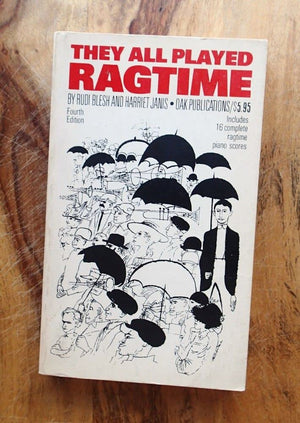 THEY ALL PLAYED
RAGTIME
BY RUDI BLESH AND HARRIET JANIS • OAK PUBLICATIONS/$5.95
Fourth
Edition
Includes
16 complete
ragtime
piano scores